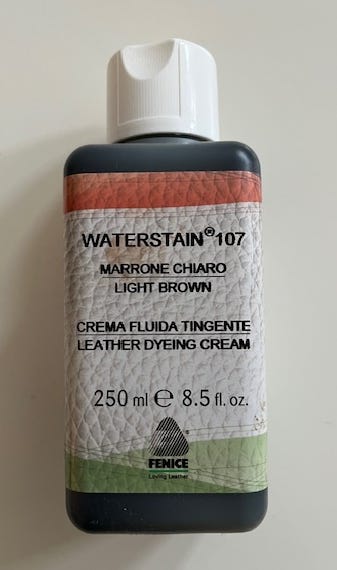 WATERSTAIN®107
MARRONE CHIARO
LIGHT BROWN
CREMA FLUIDA TINGENTE
LEATHER DYEING CREAM
250 ml ℮ 8.5 fl. oz.
®
FENICE
Loving Leather